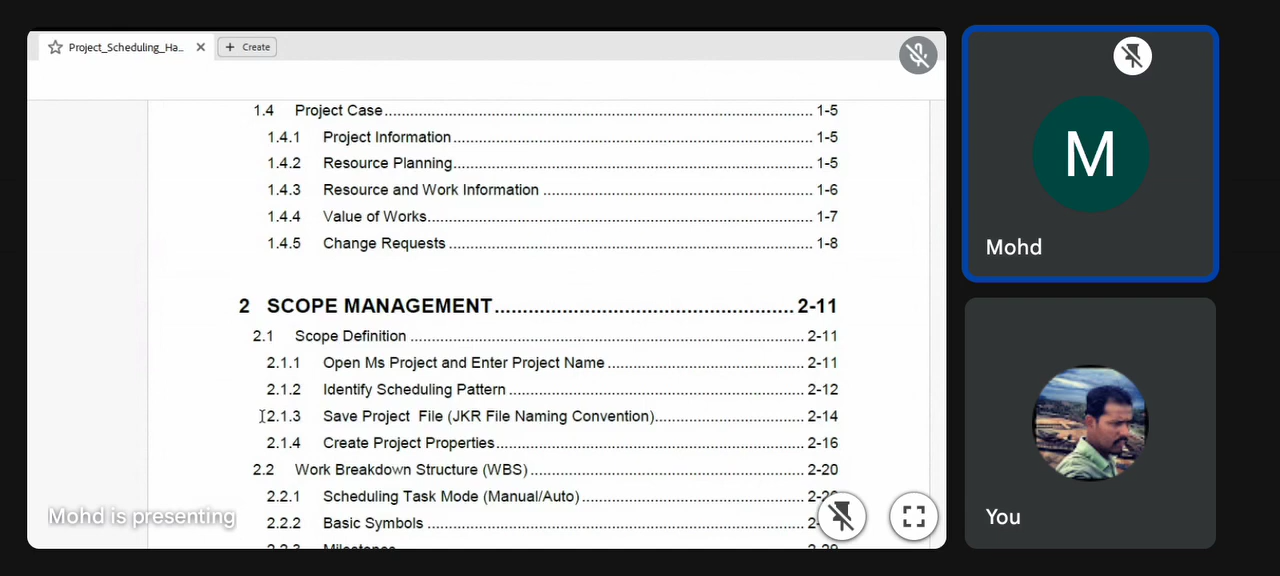 Project_Scheduling_Ha...
Create
1.4 Project Case 1-5
1.4.1 Project Information 1-5
1.4.2 Resource Planning 1-5
1.4.3 Resource and Work Information 1-6
1.4.4 Value of Works 1-7
1.4.5 Change Requests 1-8
2 SCOPE MANAGEMENT 2-11
2.1 Scope Definition 2-11
2.1.1 Open Ms Project and Enter Project Name 2-11
2.1.2 Identify Scheduling Pattern 2-12
2.1.3 Save Project File (JKR File Naming Convention) 2-14
2.1.4 Create Project Properties 2-16
2.2 Work Breakdown Structure (WBS) 2-20
2.2.1 Scheduling Task Mode (Manual/Auto)
2.2.2 Basic Symbols
Mohd is presenting
M
Mohd
You